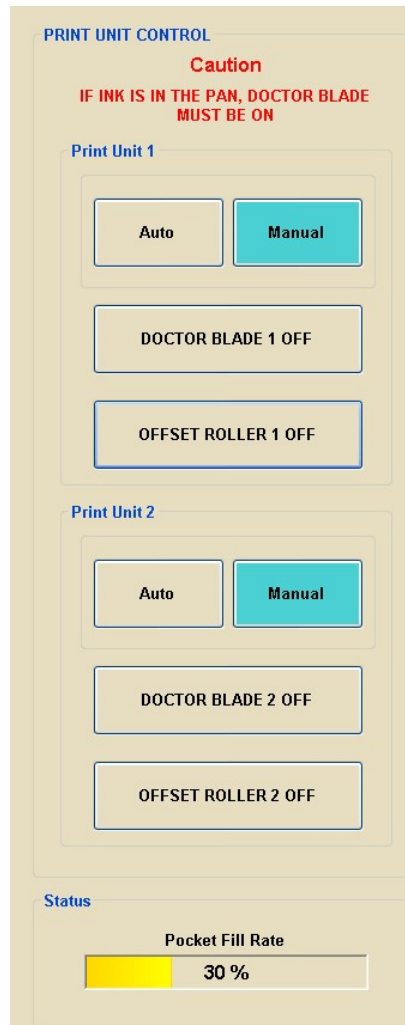 PRINT UNIT CONTROL
Caution
IF INK IS IN THE PAN, DOCTOR BLADE
MUST BE ON
Print Unit 1
Auto
Manual
DOCTOR BLADE 1 OFF
OFFSET ROLLER 1 OFF
Print Unit 2
Auto
Manual
DOCTOR BLADE 2 OFF
OFFSET ROLLER 2 OFF
Status
Pocket Fill Rate
30 %